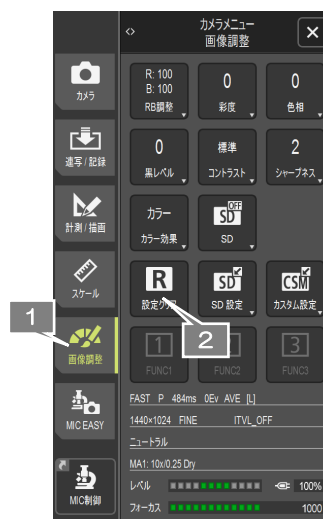 カメラメニュー
画像調整
カメラ
R: 100
B: 100
RB調整
0
彩度
0
色相
連写/記録
0
黒レベル
標準
コントラスト
2
シャープネス
計測/描画
カラー
カラー効果
SD OFF
SD
スケール
R
設定クリア
SD
SD 設定
CSM
カスタム設定
1
2
画像調整
1
FUNC1
FUNC2
3
FUNC3
MIC EASY
FAST P 484ms 0Ev AVE [L]
1440×1024 FINE ITVL_OFF
ニュートラル
MA1: 10x/0.25 Dry
MIC制御
レベル 100%
フォーカス 1000